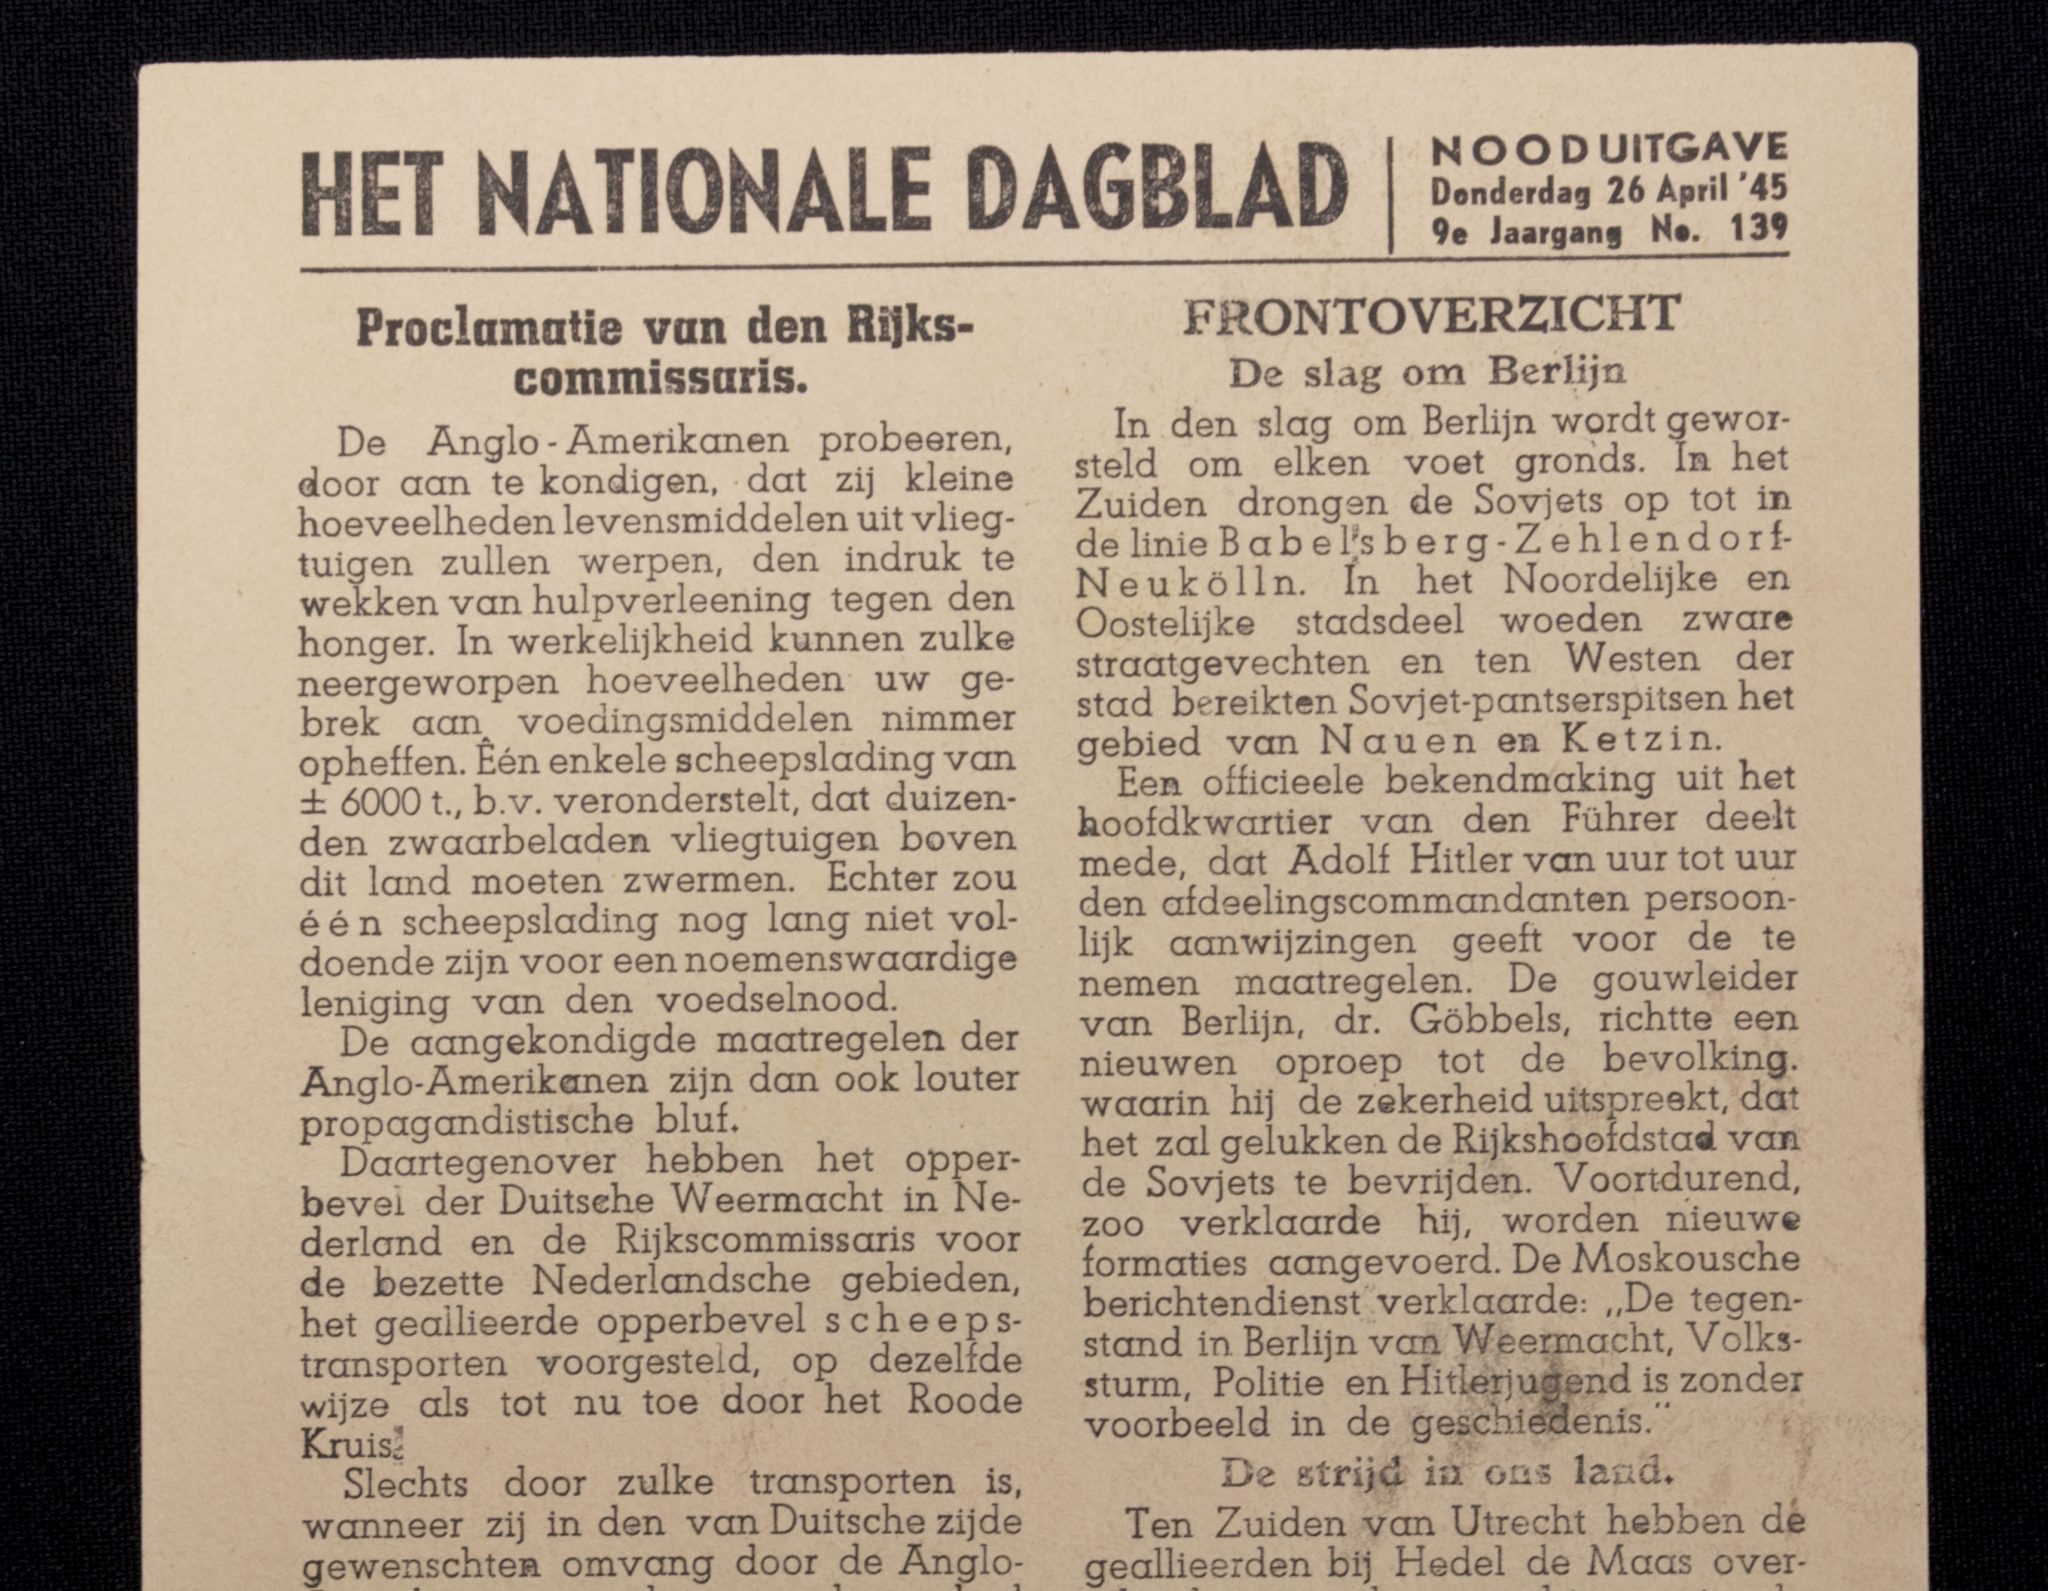 HET NATIONALE DAGBLAD
NOODUITGAVE
Donderdag 26 April '45
9e Jaargang No. 139
Proclamatie van den Rijks-
commissaris.
De Anglo-Amerikanen probeeren,
door aan te kondigen, dat zij kleine
hoeveelheden levensmiddelen uit vlieg-
tuigen zullen werpen, den indruk te
wekken van hulpverleening tegen den
honger. In werkelijkheid kunnen zulke
neergeworpen hoeveelheden uw ge-
brek aan voedingsmiddelen nimmer
opheffen. Één enkele scheepslading van
± 6000 t., b.v. veronderstelt, dat duizen-
den zwaarbeladen vliegtuigen boven
dit land moeten zwermen. Echter zou
één scheepslading nog lang niet vol-
doende zijn voor een noemenswaardige
leniging van den voedselnood.
De aangekondigde maatregelen der
Anglo-Amerikanen zijn dan ook louter
propagandistische bluf.
Daartegenover hebben het opper-
bevel der Duitsche Weermacht in Ne-
derland en de Rijkscommissaris voor
de bezette Nederlandsche gebieden,
het geallieerde opperbevel scheeps-
transporten voorgesteld, op dezelfde
wijze als tot nu toe door het Roode
Kruis.
Slechts door zulke transporten is,
wanneer zij in den van Duitsche zijde
gewenschten omvang door de Anglo-
FRONTOVERZICHT
De slag om Berlijn
In den slag om Berlijn wordt gewor-
steld om elken voet gronds. In het
Zuiden drongen de Sovjets op tot in
de linie Babelsberg-Zehlendorf-
Neukölln. In het Noordelijke en
Oostelijke stadsdeel woeden zware
straatgevechten en ten Westen der
stad bereikten Sovjet-pantserspitsen het
gebied van Nauen en Ketzin.
Een officieele bekendmaking uit het
hoofdkwartier van den Führer deelt
mede, dat Adolf Hitler van uur tot uur
den afdeelingscommandanten persoon-
lijk aanwijzingen geeft voor de te
nemen maatregelen. De gouwleider
van Berlijn, dr. Göbbels, richtte een
nieuwen oproep tot de bevolking.
waarin hij de zekerheid uitspreekt, dat
het zal gelukken de Rijkshoofdstad van
de Sovjets te bevrijden. Voortdurend,
zoo verklaarde hij, worden nieuwe
formaties aangevoerd. De Moskousche
berichtendienst verklaarde: „De tegen-
stand in Berlijn van Weermacht, Volks-
sturm, Politie en Hitlerjugend is zonder
voorbeeld in de geschiedenis."
De strijd in ons land.
Ten Zuiden van Utrecht hebben de
geallieerden bij Hedel de Maas over-